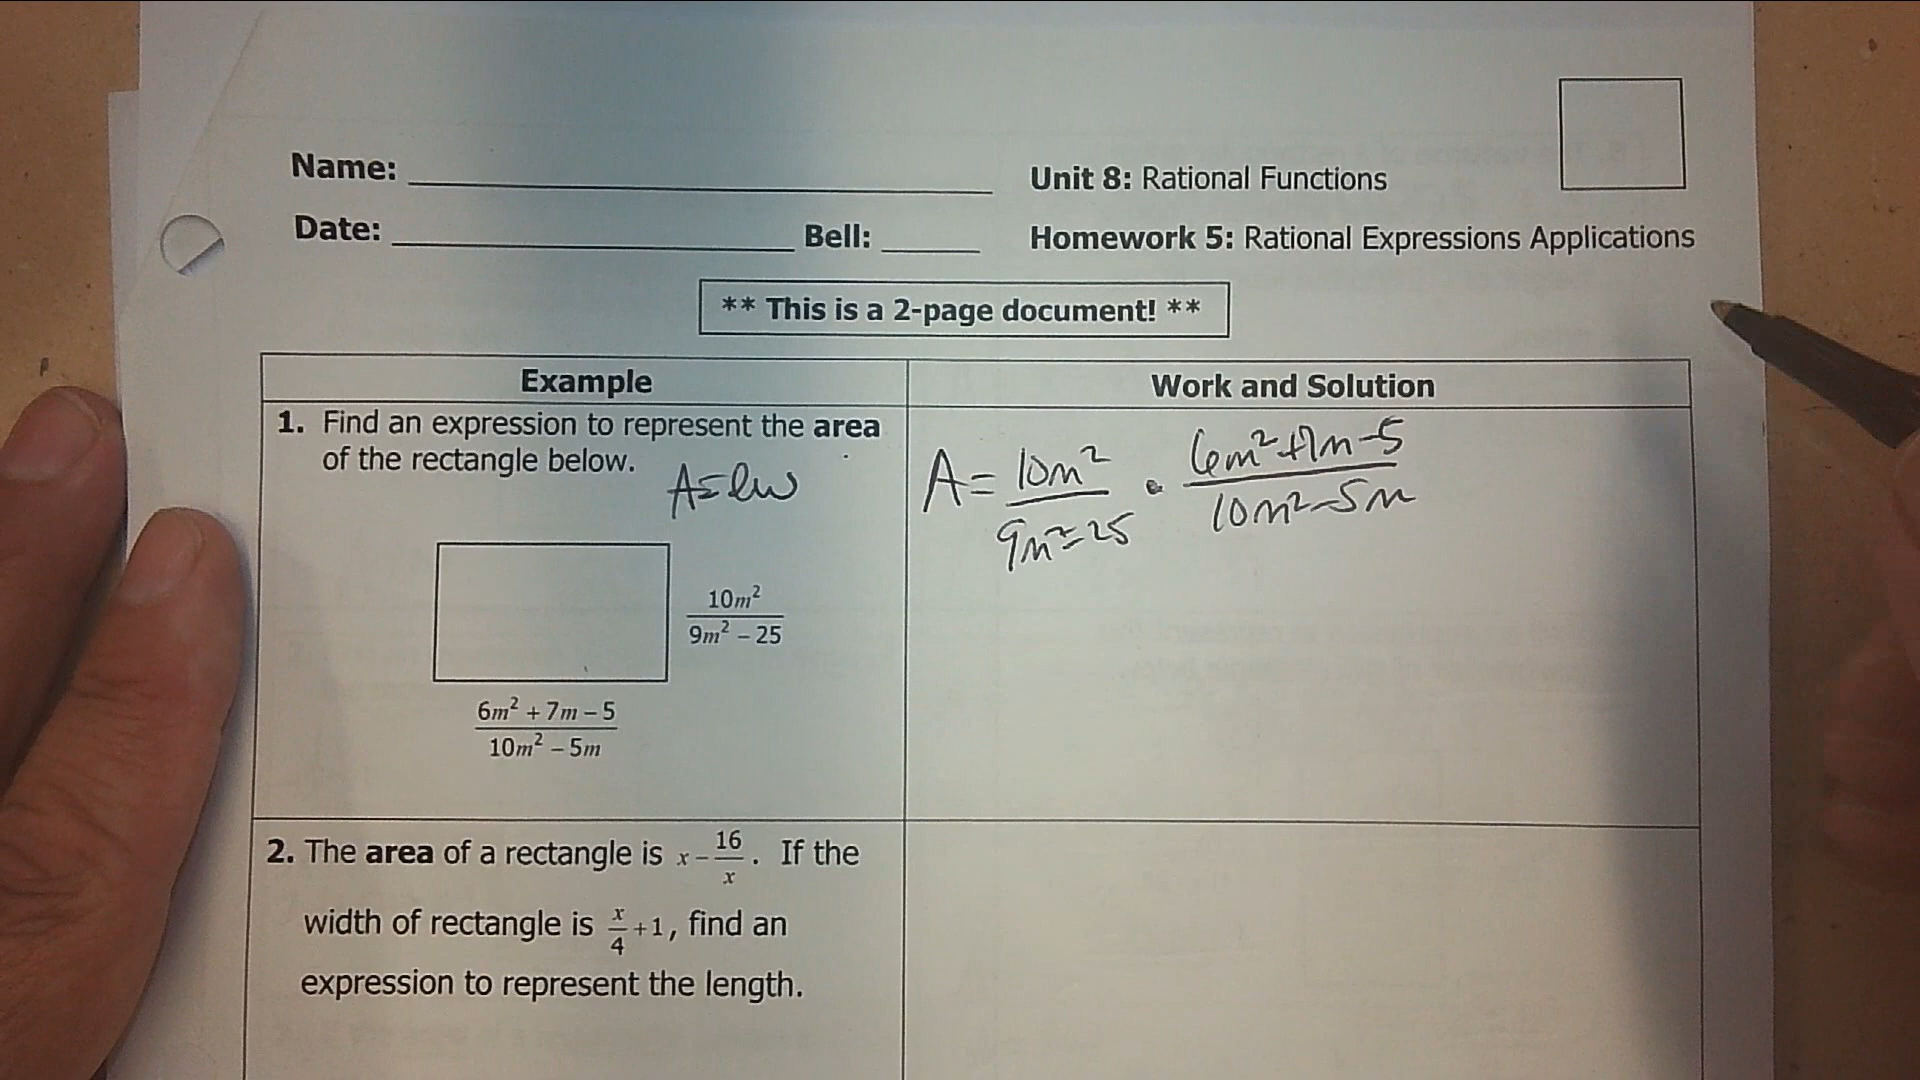 Name: ____________ Unit 8: Rational Functions
Date: ____________ Bell: ______ Homework 5: Rational Expressions Applications
** This is a 2-page document! **
Example
Work and Solution
1. Find an expression to represent the area
of the rectangle below.
A=lw
10m²
9m² – 25
6m² + 7m – 5
10m² – 5m
A = 10m²/9m²-25 · 6m²+7m-5/10m²-5m
2. The area of a rectangle is x – 16/x . If the
width of rectangle is x/4 + 1, find an
expression to represent the length.